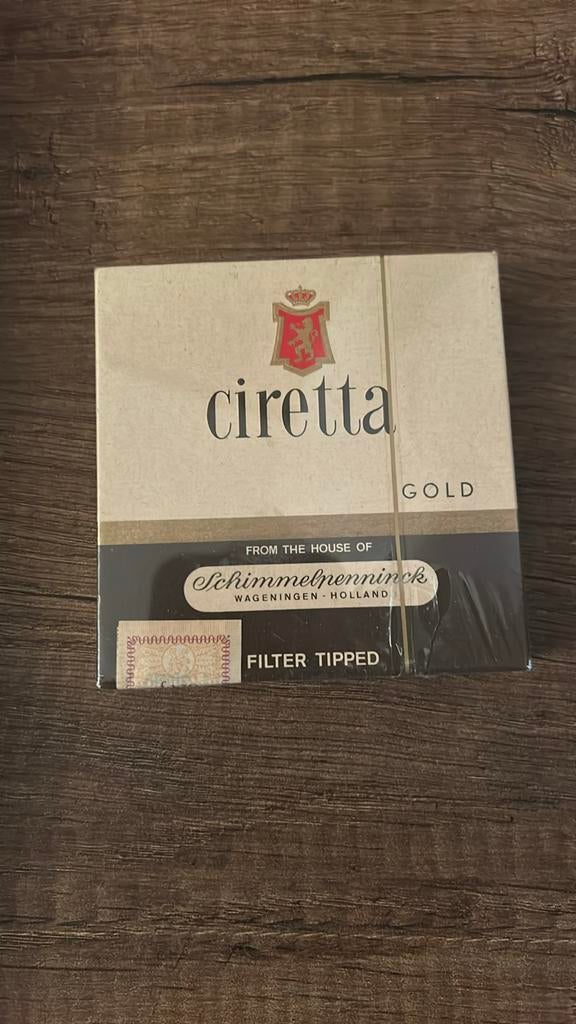 ciretta
GOLD
FROM THE HOUSE OF
Schimmelpenninck
WAGENINGEN - HOLLAND
FILTER TIPPED